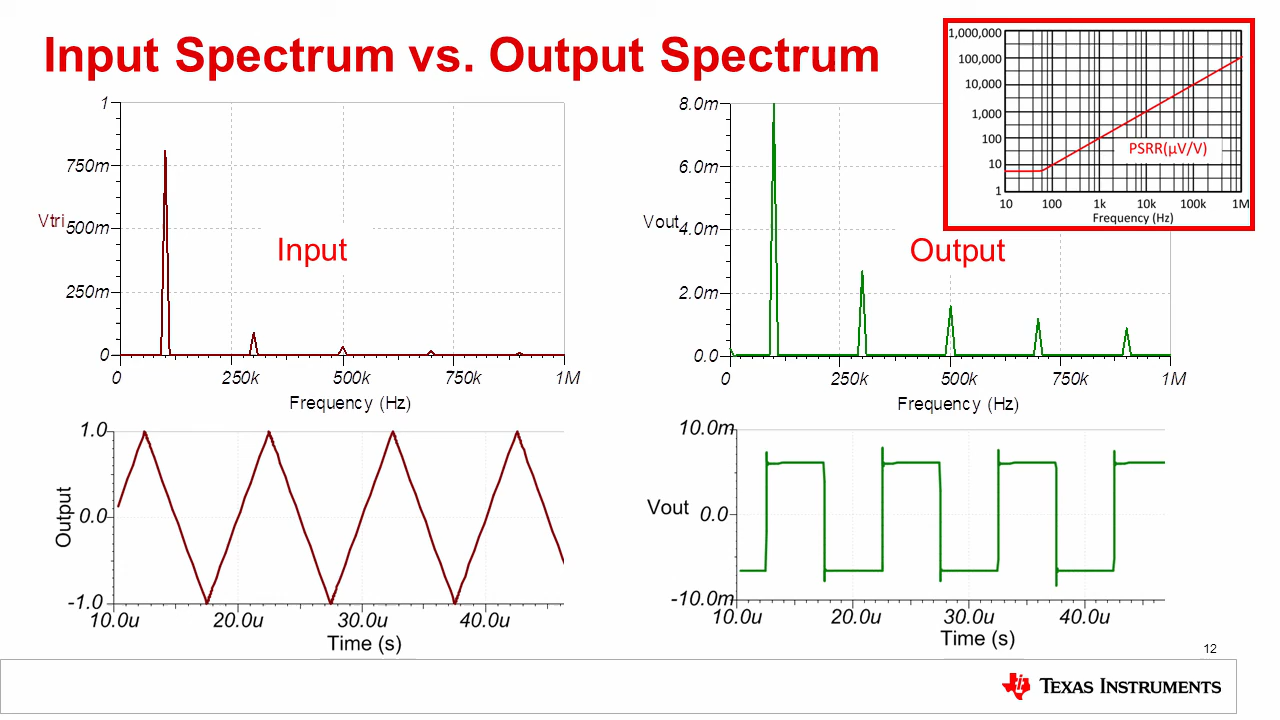 Input Spectrum vs. Output Spectrum
1,000,000
100,000
10,000
1,000
100
10
1
PSRR(µV/V)
10 100 1k 10k 100k 1M
Frequency (Hz)
1
750m
Vtri
500m
250m
0
Input
0 250k 500k 750k 1M
Frequency (Hz)
8.0m
6.0m
Vout
4.0m
2.0m
0.0
Output
0 250k 500k 750k 1M
Frequency (Hz)
1.0
Output
0.0
-1.0
10.0u 20.0u 30.0u 40.0u
Time (s)
10.0m
Vout
0.0
-10.0m
10.0u 20.0u 30.0u 40.0u
Time (s)
12
TEXAS INSTRUMENTS